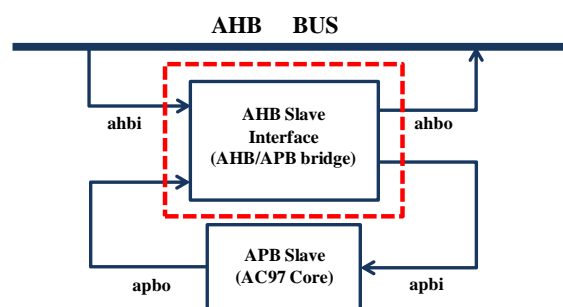 AHB BUS
ahbi
AHB Slave
Interface
(AHB/APB bridge)
ahbo
APB Slave
(AC97 Core)
apbo
apbi